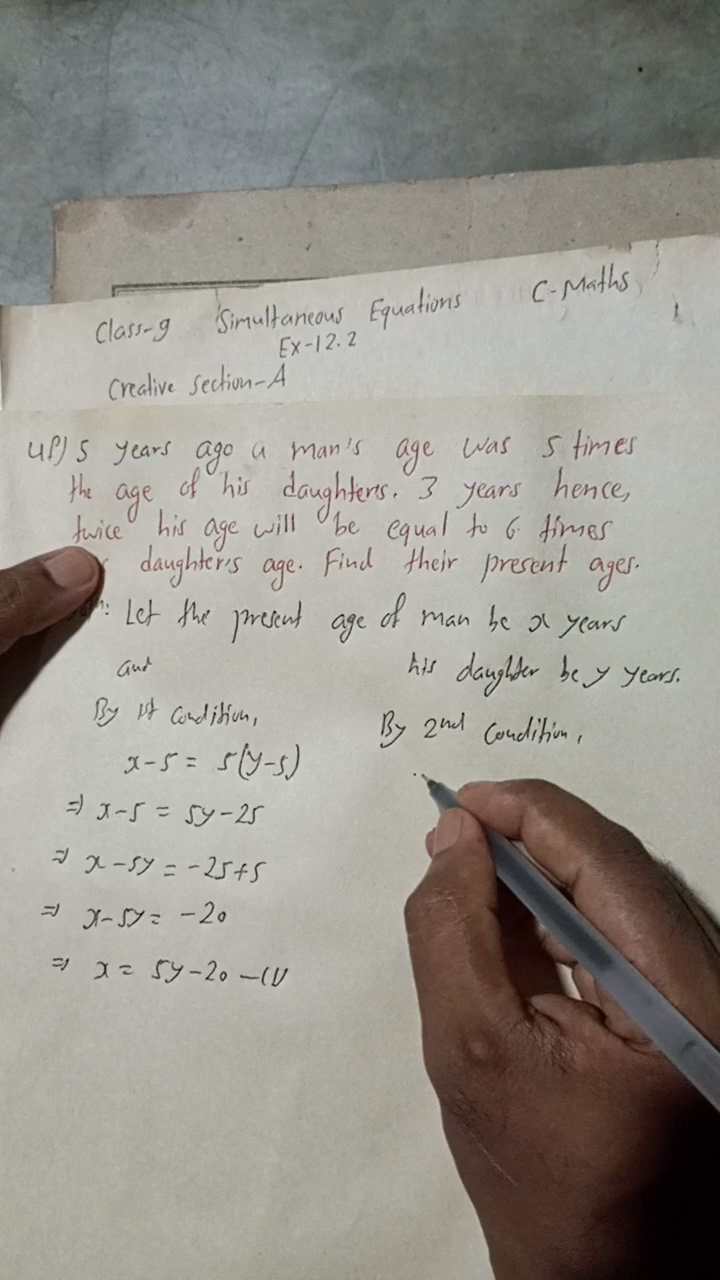 Class-9 Simultaneous Equations C-Maths
Ex-12.2
Creative section-A
5 years ago a man's age was 5 times
the age of his daughters. 3 years hence,
twice his age will be equal to 6 times
daughter's age. Find their present ages.
: Let the present age of man be x years
and his daughter be y years.
By 1st Condition,
x-5 = 5(y-5)
⇒ x-5 = 5y-25
⇒ x-5y = -25+5
⇒ x-5y = -20
⇒ x = 5y-20 -(1)
By 2nd Condition,